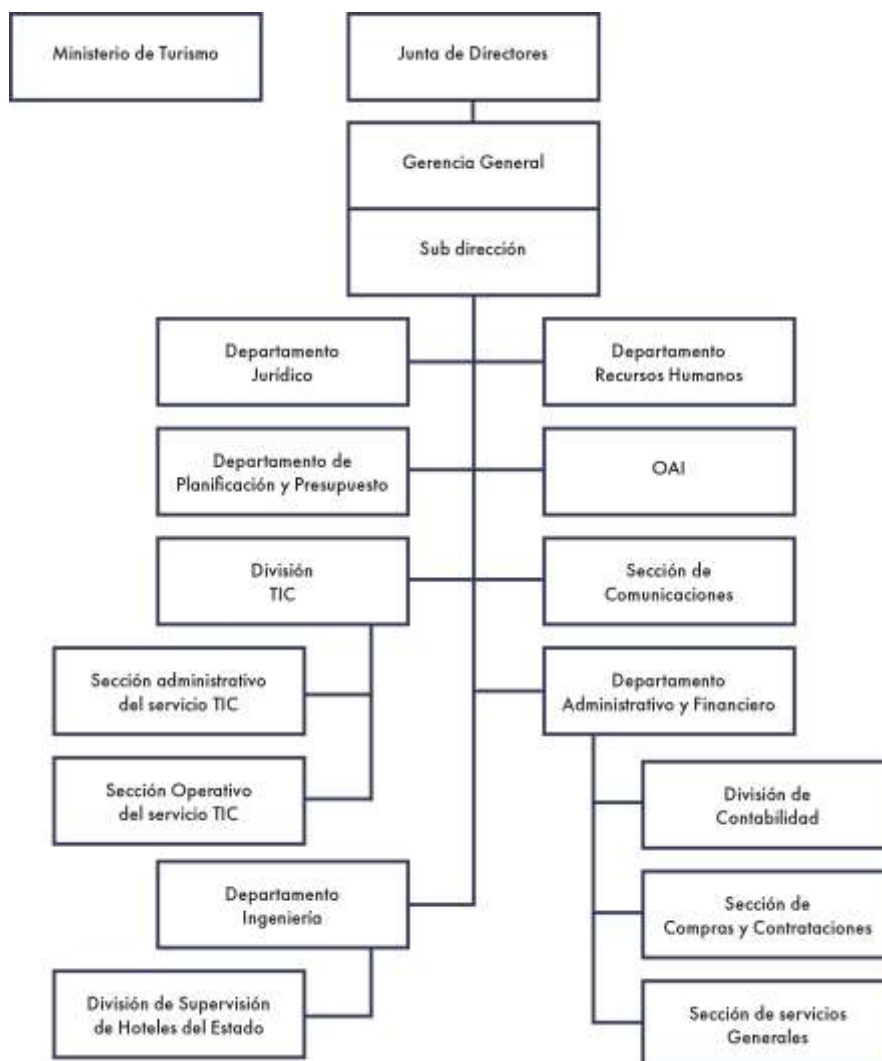 Ministerio de Turismo
Junta de Directores
Gerencia General
Sub dirección
Departamento
Jurídico
Departamento
Recursos Humanos
Departamento de
Planificación y Presupuesto
OAI
División
TIC
Sección de
Comunicaciones
Sección administrativo
del servicio TIC
Departamento
Administrativo y Financiero
Sección Operativo
del servicio TIC
División de
Contabilidad
Departamento
Ingeniería
Sección de
Compras y Contrataciones
División de Supervisión
de Hoteles del Estado
Sección de servicios
Generales